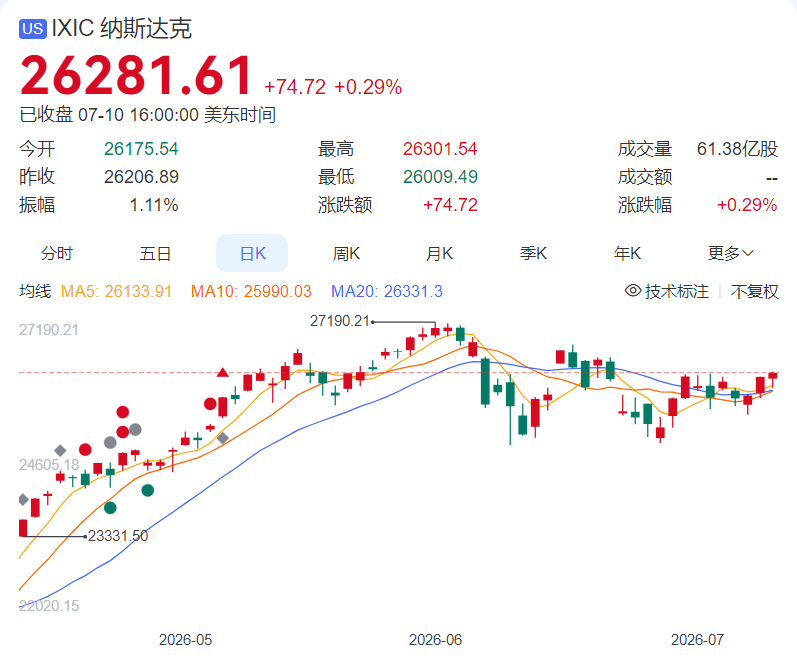 US IXIC 纳斯达克
26281.61 +74.72 +0.29%
已收盘 07-10 16:00:00 美东时间
今开 26175.54 最高 26301.54 成交量 61.38亿股
昨收 26206.89 最低 26009.49 成交额 --
振幅 1.11% 涨跌额 +74.72 涨跌幅 +0.29%
分时 五日 日K 周K 月K 季K 年K 更多
均线 MA5: 26133.91 MA10: 25990.03 MA20: 26331.3 技术标注 不复权
27190.21
27190.21
24605.18
23331.50
22020.15
2026-05 2026-06 2026-07